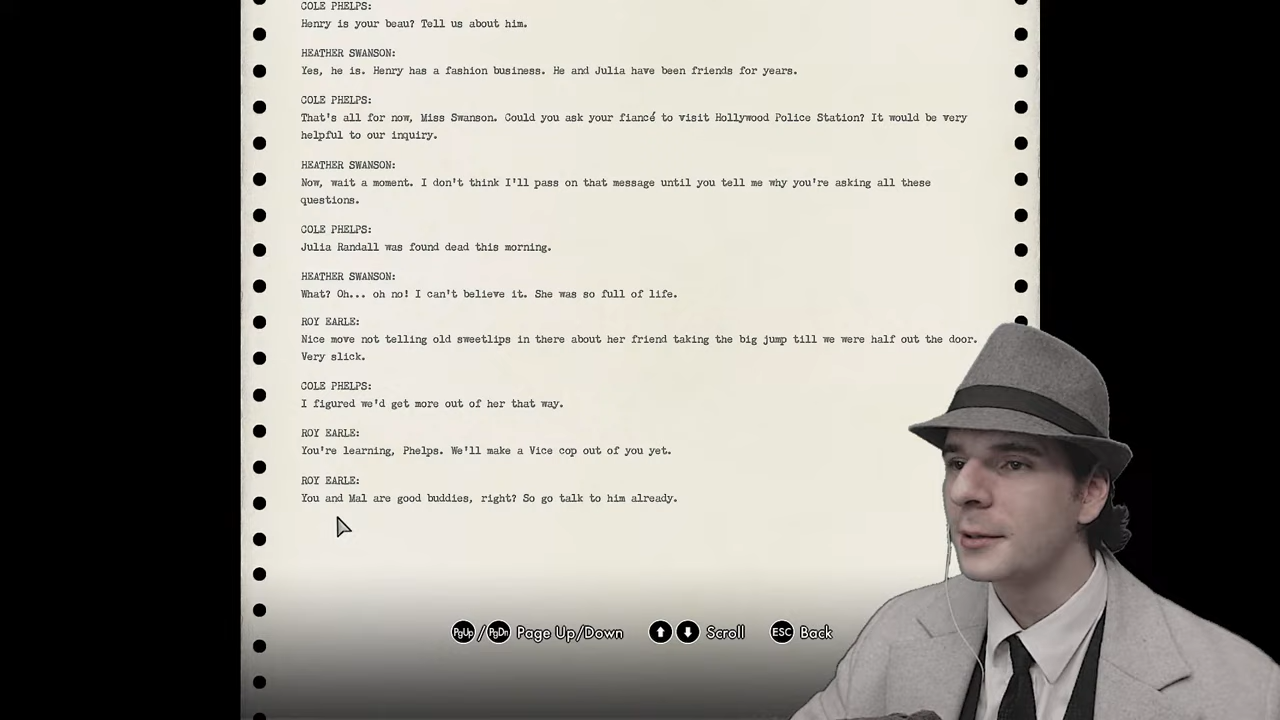 COLE PHELPS:
Henry is your beau? Tell us about him.
HEATHER SWANSON:
Yes, he is. Henry has a fashion business. He and Julia have been friends for years.
COLE PHELPS:
That's all for now, Miss Swanson. Could you ask your fiancé to visit Hollywood Police Station? It would be very
helpful to our inquiry.
HEATHER SWANSON:
Now, wait a moment. I don't think I'll pass on that message until you tell me why you're asking all these
questions.
COLE PHELPS:
Julia Randall was found dead this morning.
HEATHER SWANSON:
What? Oh... oh no! I can't believe it. She was so full of life.
ROY EARLE:
Nice move not telling old sweetlips in there about her friend taking the big jump till we were half out the door.
Very slick.
COLE PHELPS:
I figured we'd get more out of her that way.
ROY EARLE:
You're learning, Phelps. We'll make a Vice cop out of you yet.
ROY EARLE:
You and Mal are good buddies, right? So go talk to him already.
PgUp / PgDn Page Up/Down ↑ ↓ Scroll ESC Back